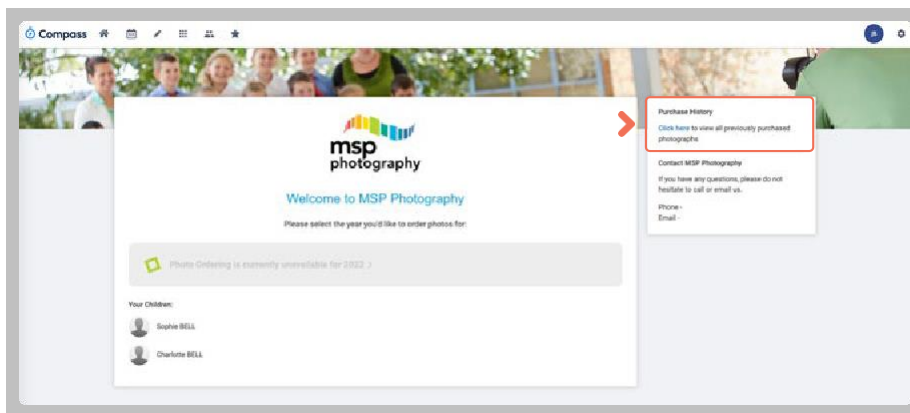 Compass
msp
photography
Welcome to MSP Photography
Please select the year you'd like to order photos for:
Photo Ordering is currently unavailable for 2022 >
Your Children:
Sophie BELL
Charlotte BELL
Purchase History
Click here to view all previously purchased
photographs
Contact MSP Photography
If you have any questions, please do not
hesitate to call or email us.
Phone -
Email -